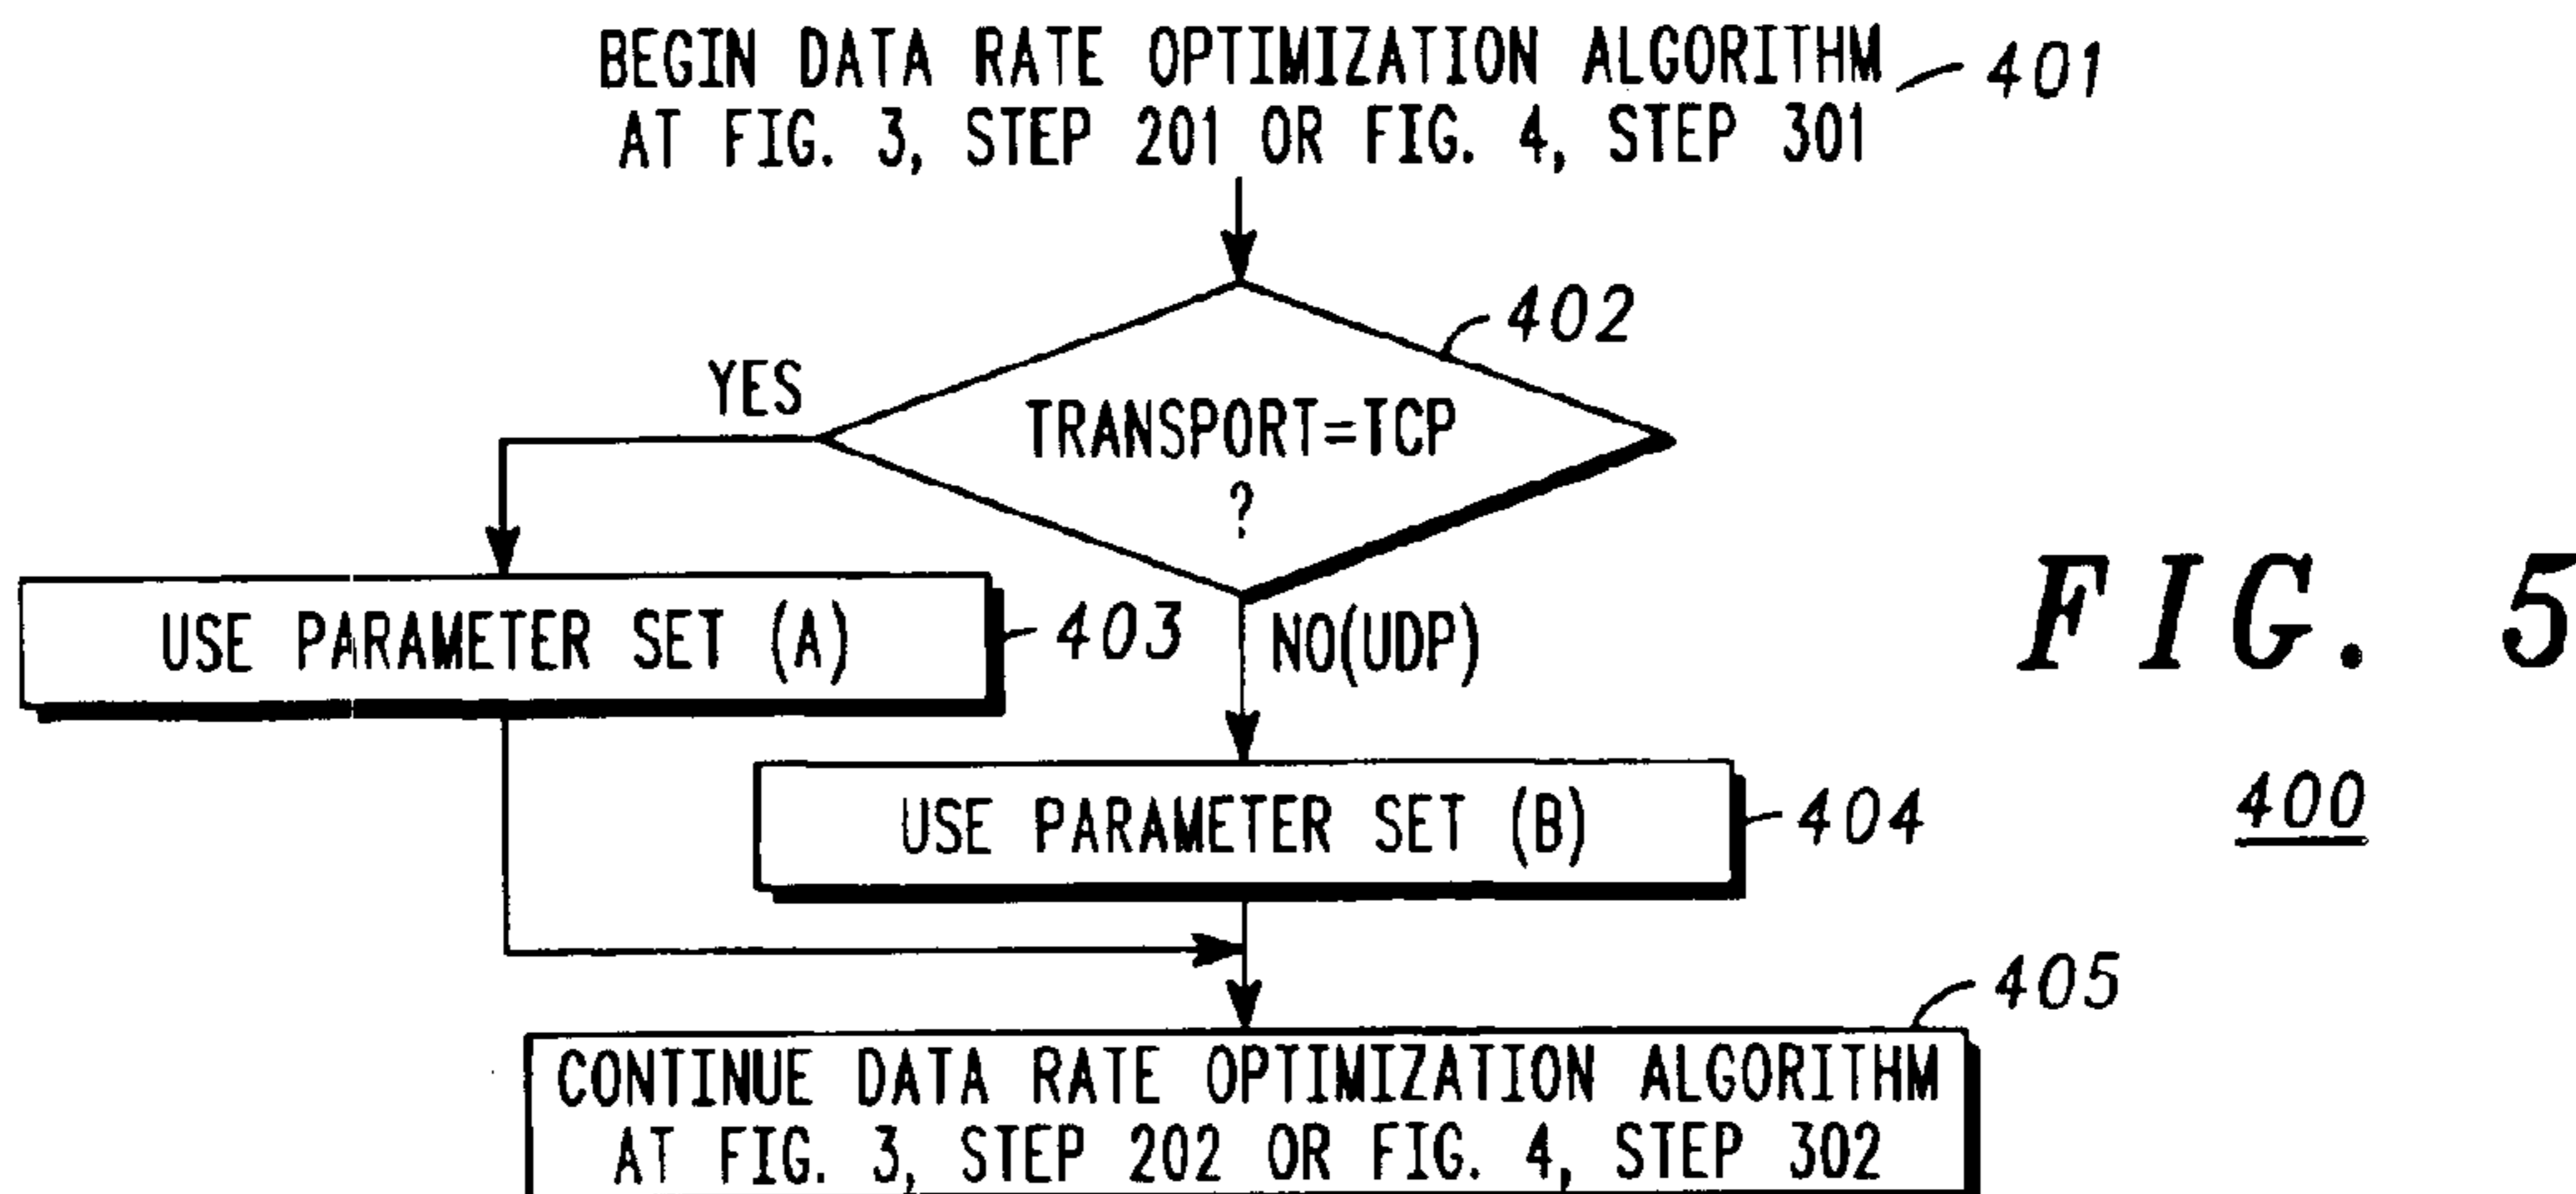 BEGIN DATA RATE OPTIMIZATION ALGORITHM
AT FIG. 3, STEP 201 OR FIG. 4, STEP 301
401
402
YES
TRANSPORT=TCP
?
USE PARAMETER SET (A)
403
NO(UDP)
FIG. 5
USE PARAMETER SET (B)
404
400
405
CONTINUE DATA RATE OPTIMIZATION ALGORITHM
AT FIG. 3, STEP 202 OR FIG. 4, STEP 302